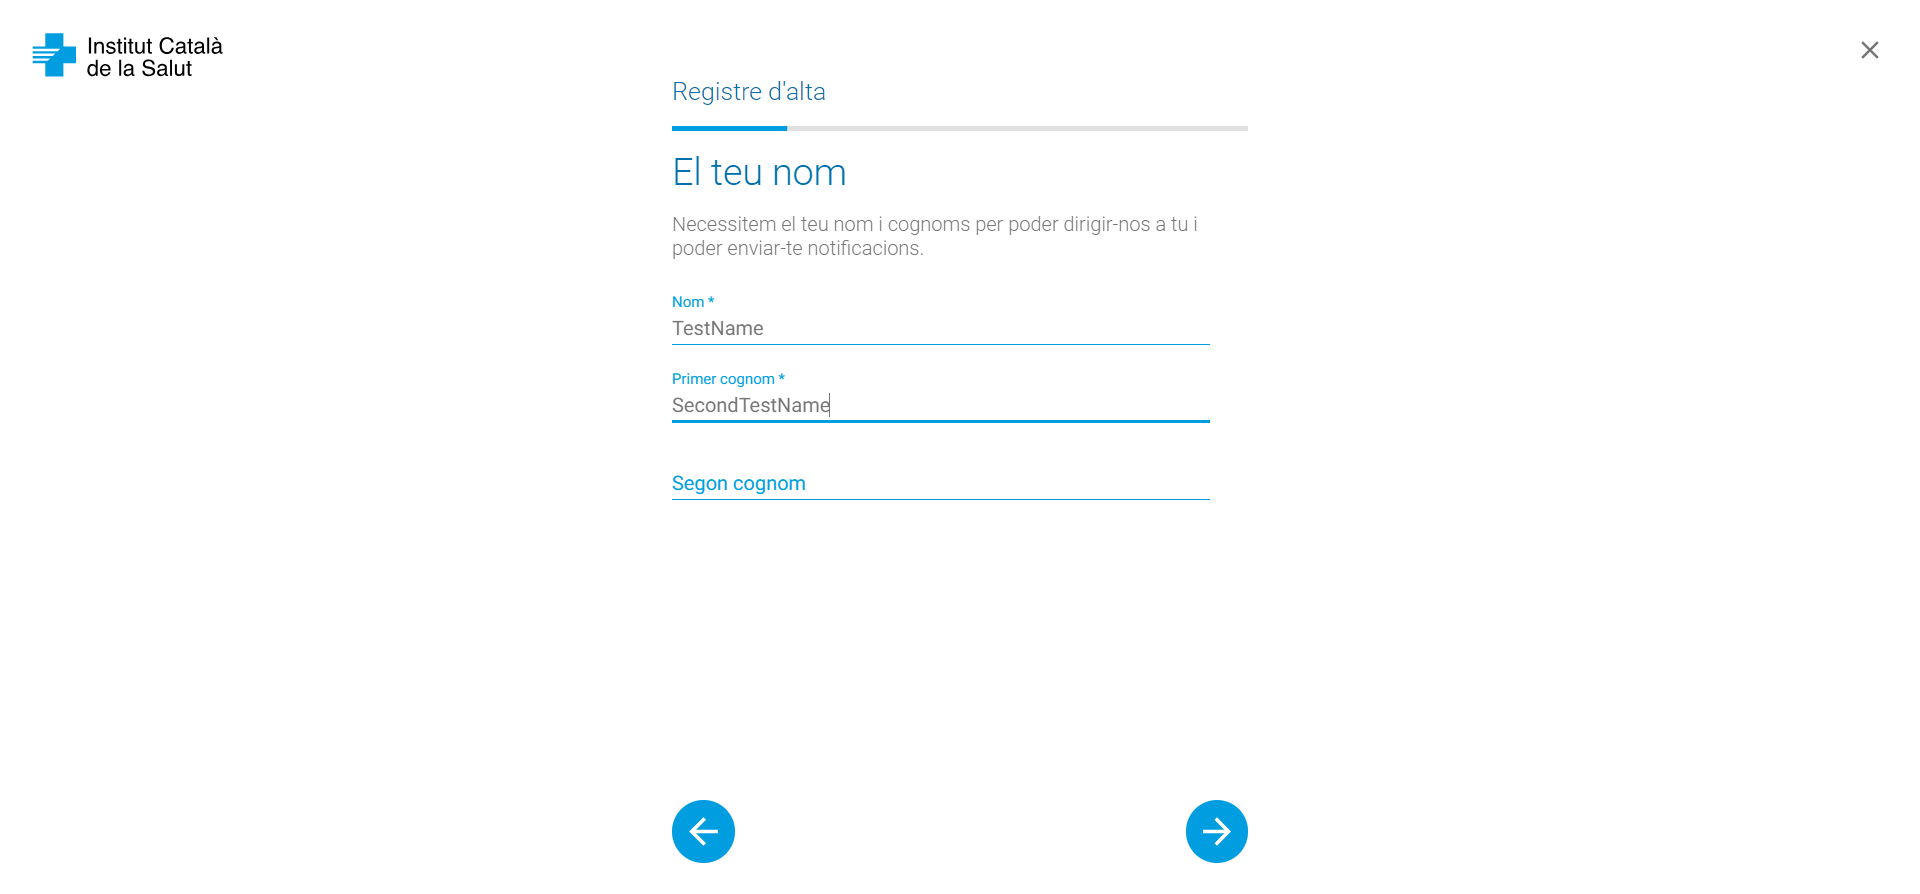 Institut Català
de la Salut
Registre d'alta
El teu nom
Necessitem el teu nom i cognoms per poder dirigir-nos a tu i
poder enviar-te notificacions.
Nom *
TestName
Primer cognom *
SecondTestName
Segon cognom